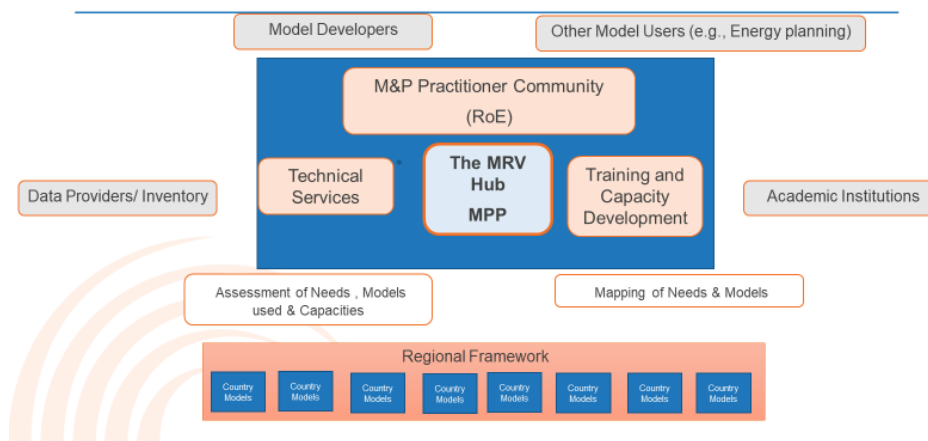 Model Developers
Other Model Users (e.g., Energy planning)
M&P Practitioner Community
(RoE)
Technical
Services
The MRV
Hub
MPP
Training and
Capacity
Development
Data Providers/ Inventory
Academic Institutions
Assessment of Needs , Models
used & Capacities
Mapping of Needs & Models
Regional Framework
Country
Models
Country
Models
Country
Models
Country
Models
Country
Models
Country
Models
Country
Models
Country
Models